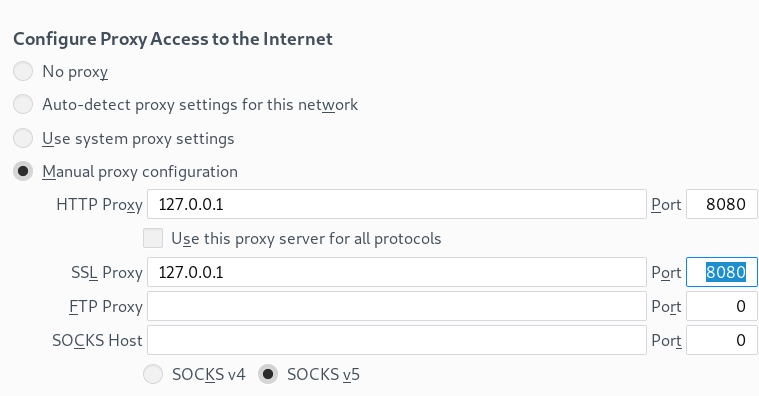 Configure Proxy Access to the Internet
No proxy
Auto-detect proxy settings for this network
Use system proxy settings
Manual proxy configuration
HTTP Proxy 127.0.0.1 Port 8080
Use this proxy server for all protocols
SSL Proxy 127.0.0.1 Port 8080
FTP Proxy Port 0
SOCKS Host Port 0
SOCKS v4 SOCKS v5